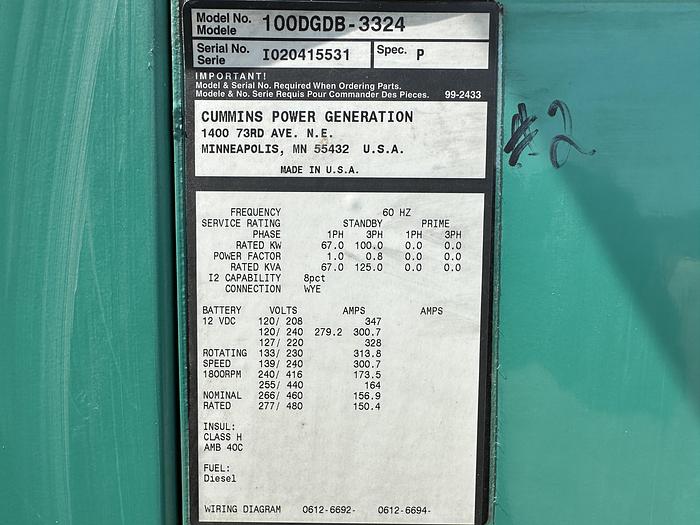 Model No. 100DGDB-3324
Modele
Serial No. I020415531 Spec. P
Serie
IMPORTANT!
Model & Serial No. Required When Ordering Parts.
Modele & No. Serie Requis Pour Commander Des Pieces. 99-2433
#2
CUMMINS POWER GENERATION
1400 73RD AVE. N.E.
MINNEAPOLIS, MN 55432 U.S.A.
MADE IN U.S.A.
FREQUENCY 60 HZ
SERVICE RATING STANDBY PRIME
PHASE 1PH 3PH 1PH 3PH
RATED KW 67.0 100.0 0.0 0.0
POWER FACTOR 1.0 0.8 0.0 0.0
RATED KVA 67.0 125.0 0.0 0.0
I2 CAPABILITY 8pct
CONNECTION WYE
BATTERY VOLTS AMPS AMPS
12 VDC 120/ 208 347
120/ 240 279.2 300.7
127/ 220 328
ROTATING 133/ 230 313.8
SPEED 139/ 240 300.7
1800RPM 240/ 416 173.5
255/ 440 164
NOMINAL 266/ 460 156.9
RATED 277/ 480 150.4
INSUL:
CLASS H
AMB 40C
FUEL:
Diesel
WIRING DIAGRAM 0612-6692- 0612-6694-